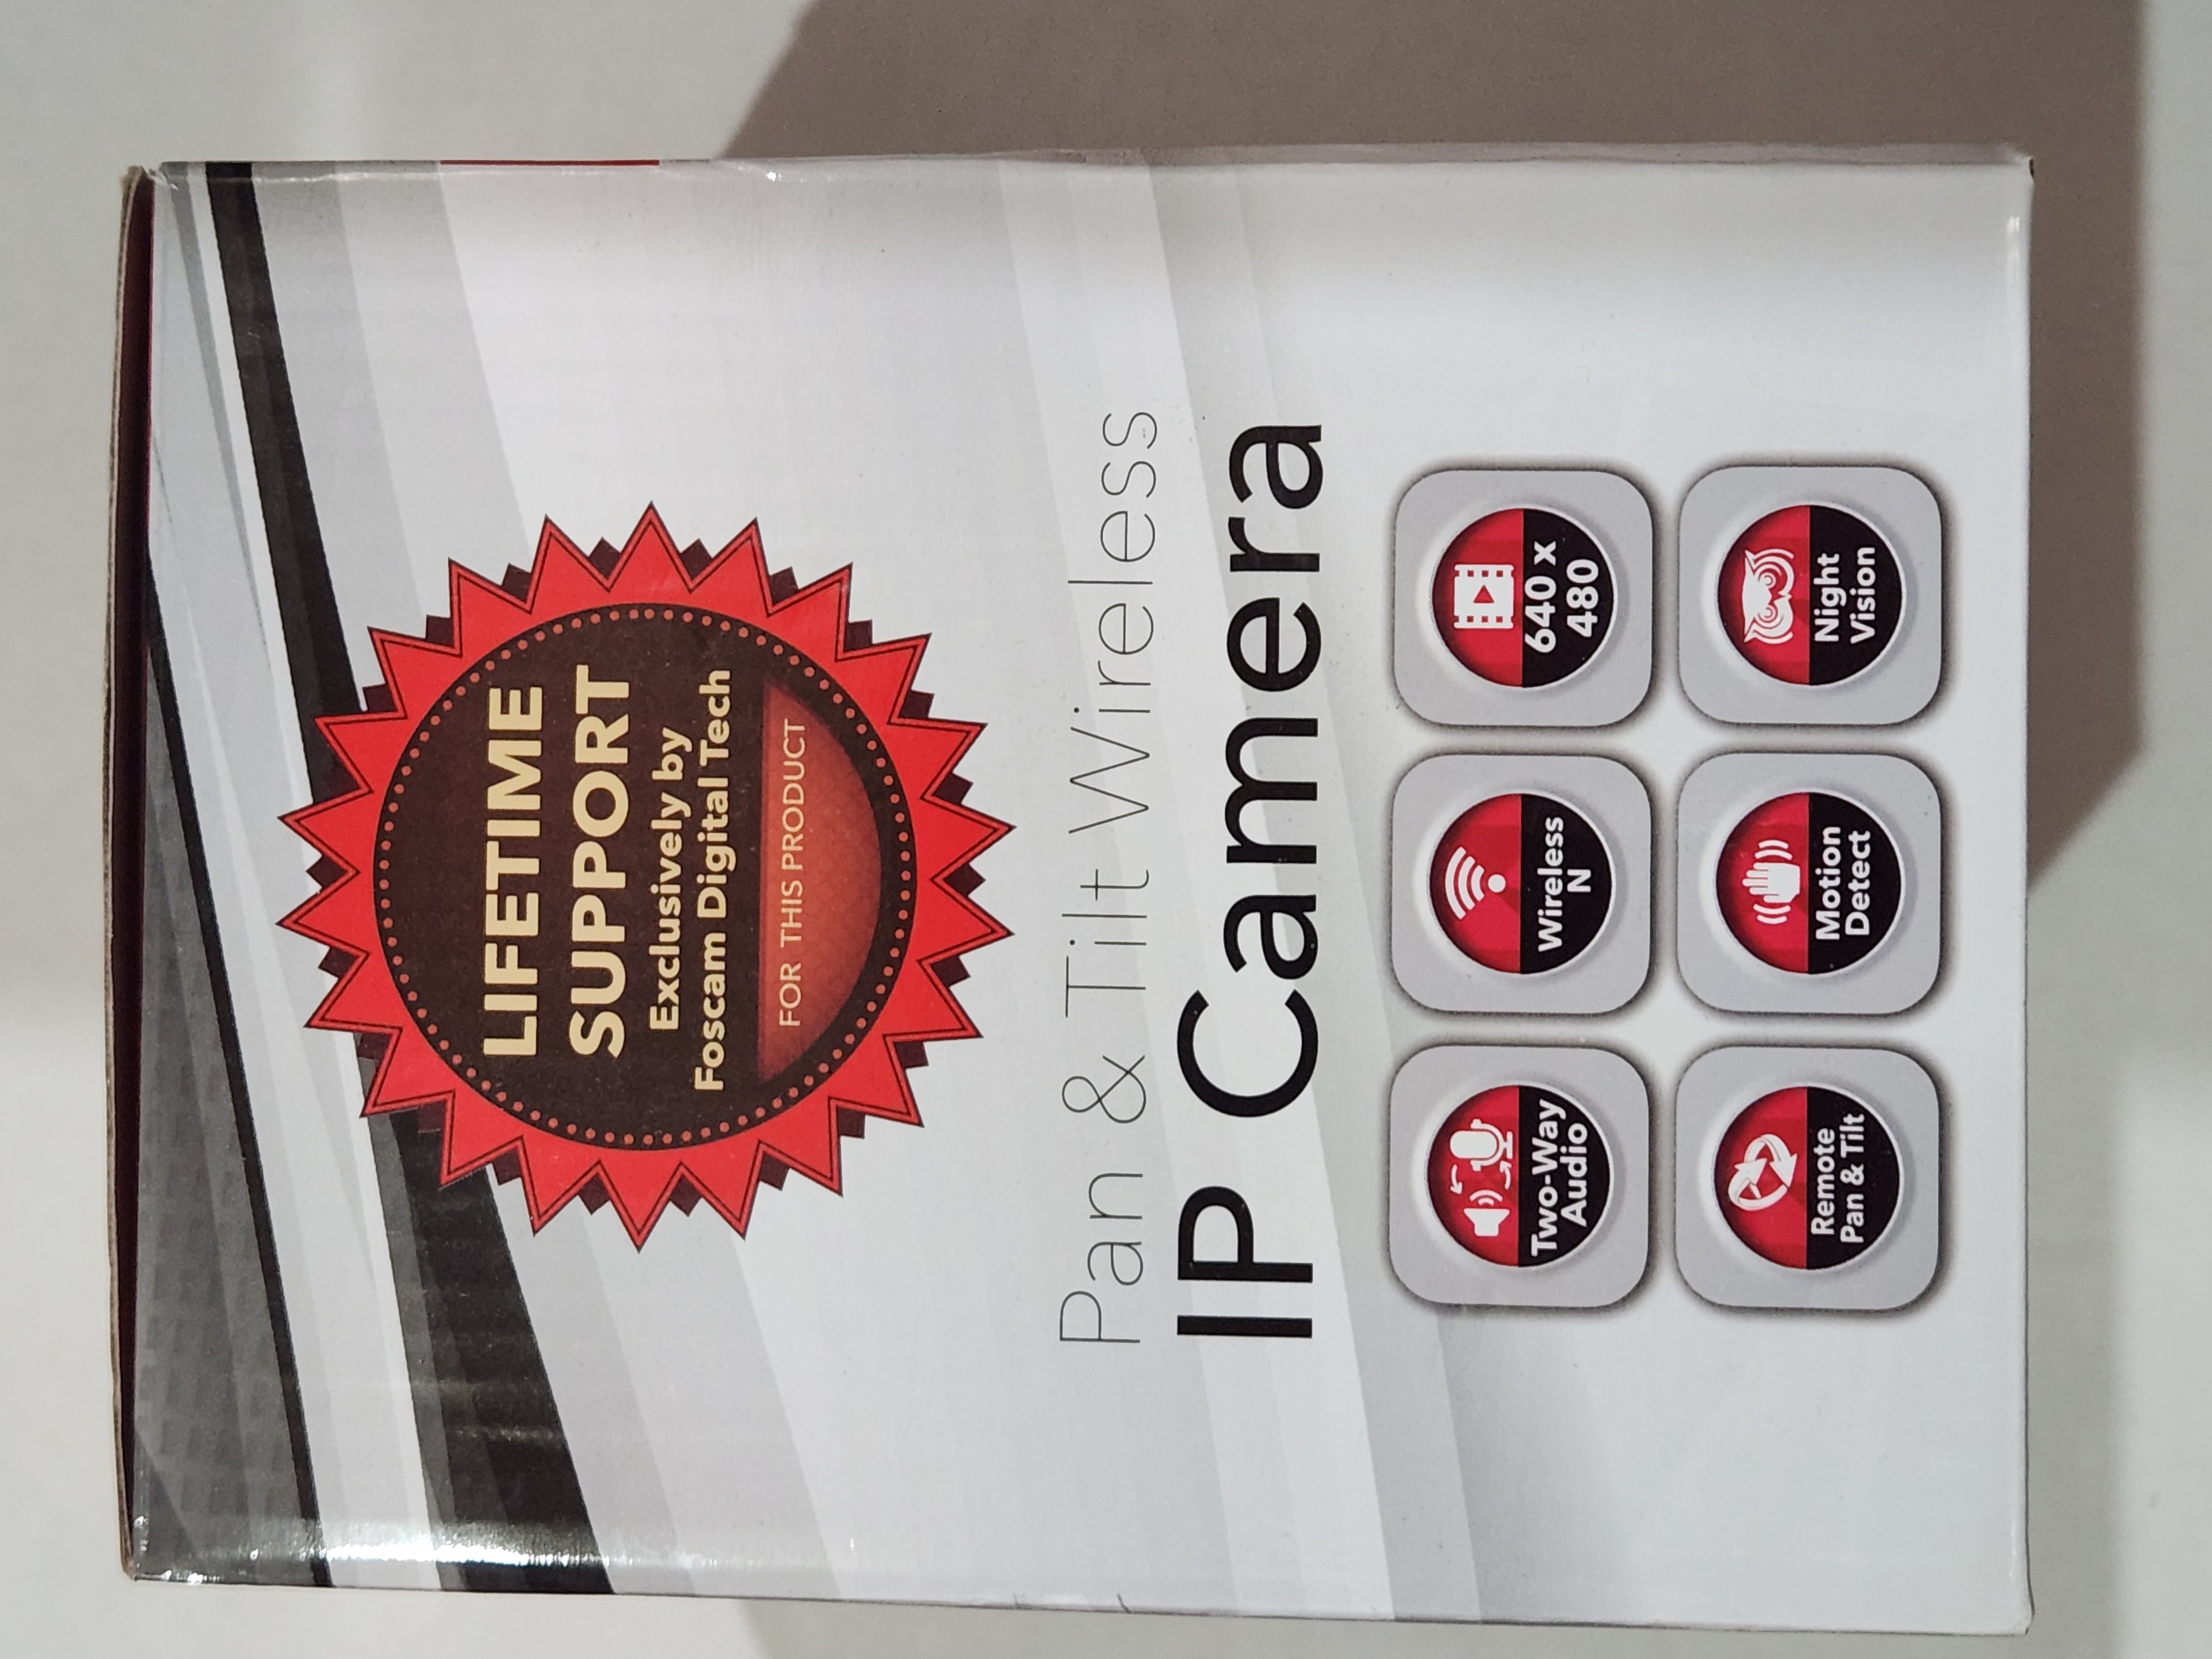 LIFETIME
SUPPORT
Exclusively by
Foscam Digital Tech
FOR THIS PRODUCT
Pan & Tilt Wireless
IP Camera
Two-Way
Audio
Wireless
N
640 x
480
Remote
Pan & Tilt
Motion
Detect
Night
Vision